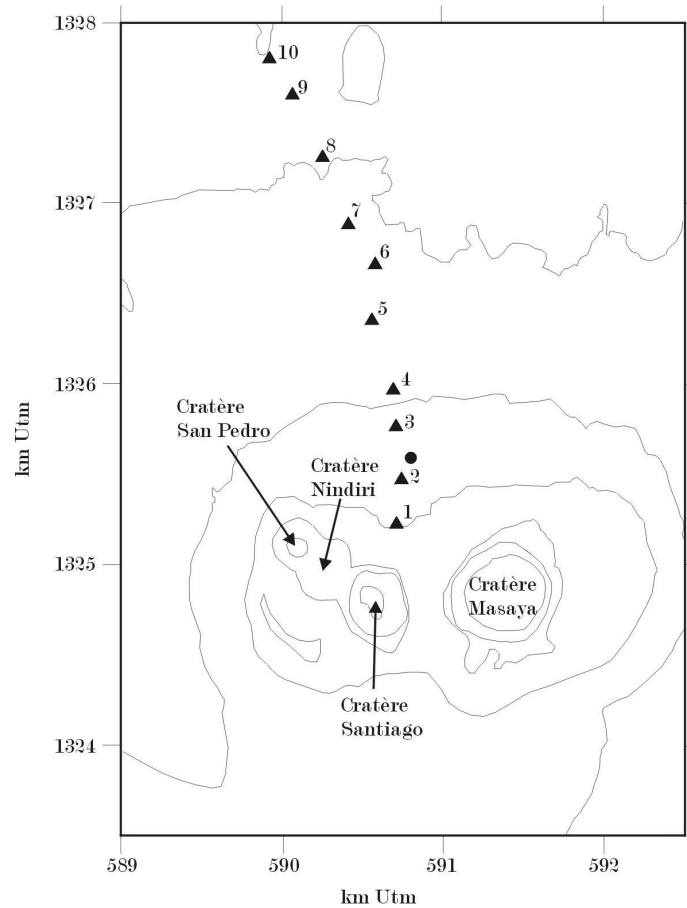 1328
10
9
8
1327
7
6
5
1326
4
Cratère
San Pedro
3
km Utm
Cratère
Nindiri
2
1
1325
Cratère
Masaya
Cratère
Santiago
1324
589
590
591
592
km Utm